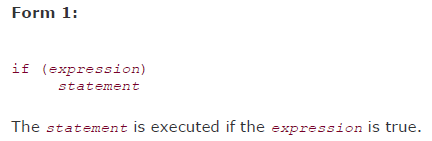 Form 1:
if (expression)
statement
The statement is executed if the expression is true.